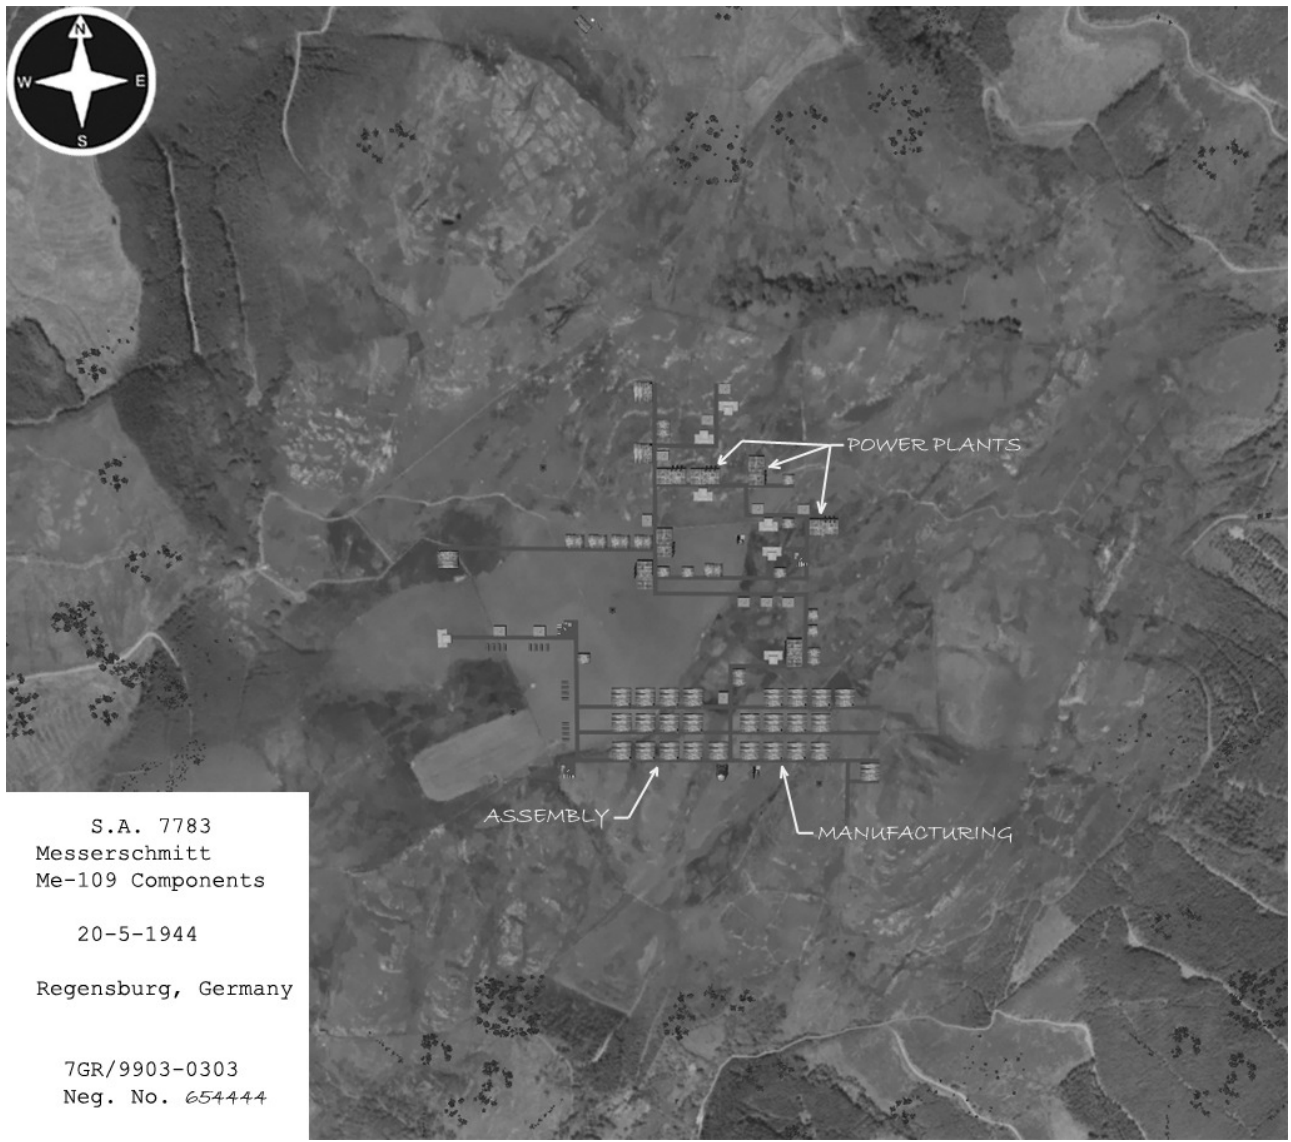 N
W E
S
POWER PLANTS
ASSEMBLY
MANUFACTURING
S.A. 7783
Messerschmitt
Me-109 Components
20-5-1944
Regensburg, Germany
7GR/9903-0303
Neg. No. 654444